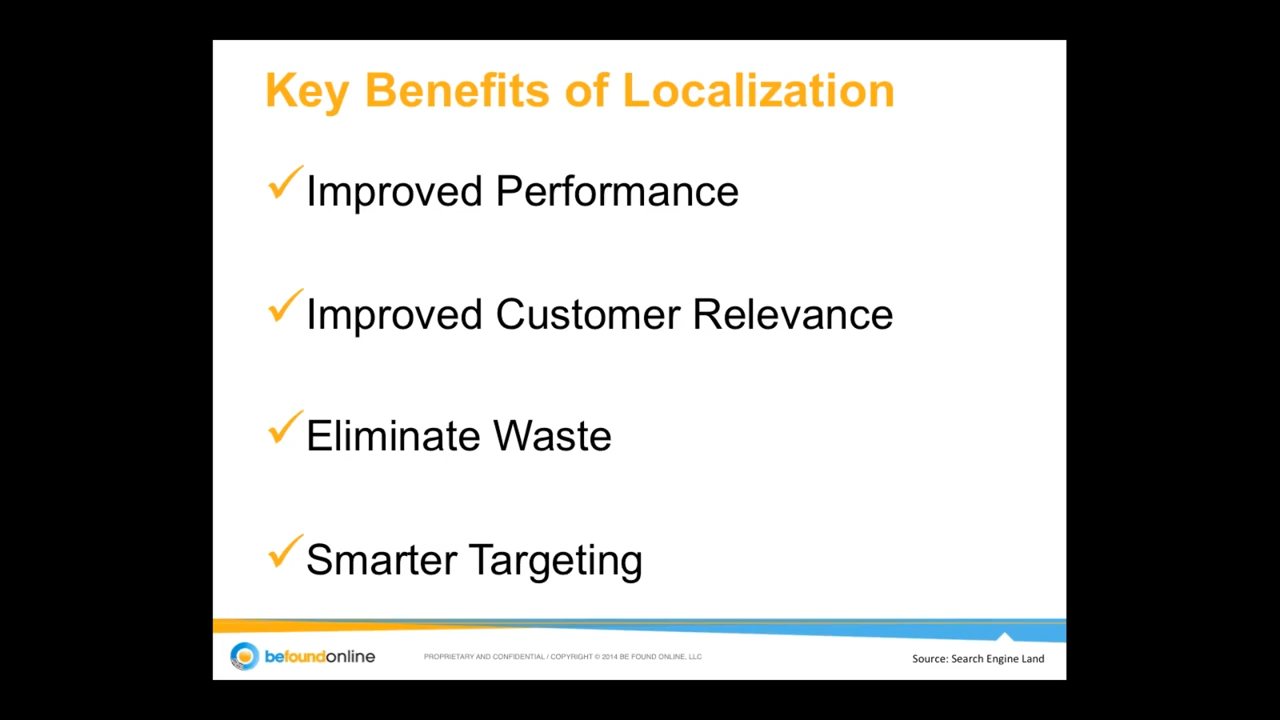 Key Benefits of Localization
Improved Performance
Improved Customer Relevance
Eliminate Waste
Smarter Targeting
befoundonline
PROPRIETARY AND CONFIDENTIAL / COPYRIGHT © 2014 BE FOUND ONLINE, LLC
Source: Search Engine Land